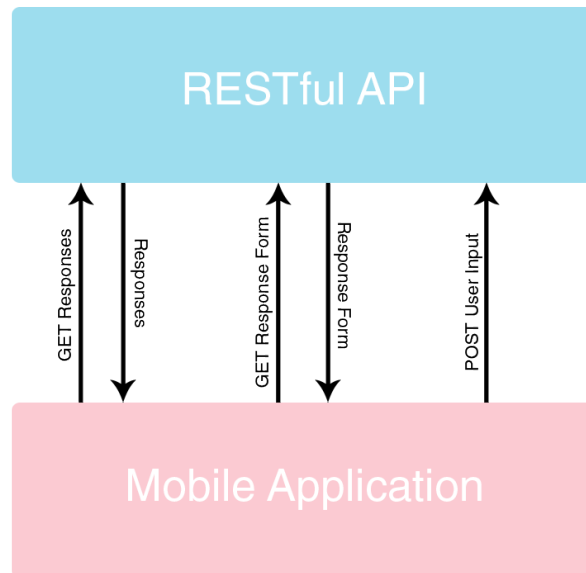 RESTful API
GET Responses
Responses
GET Response Form
Response Form
POST User Input
Mobile Application